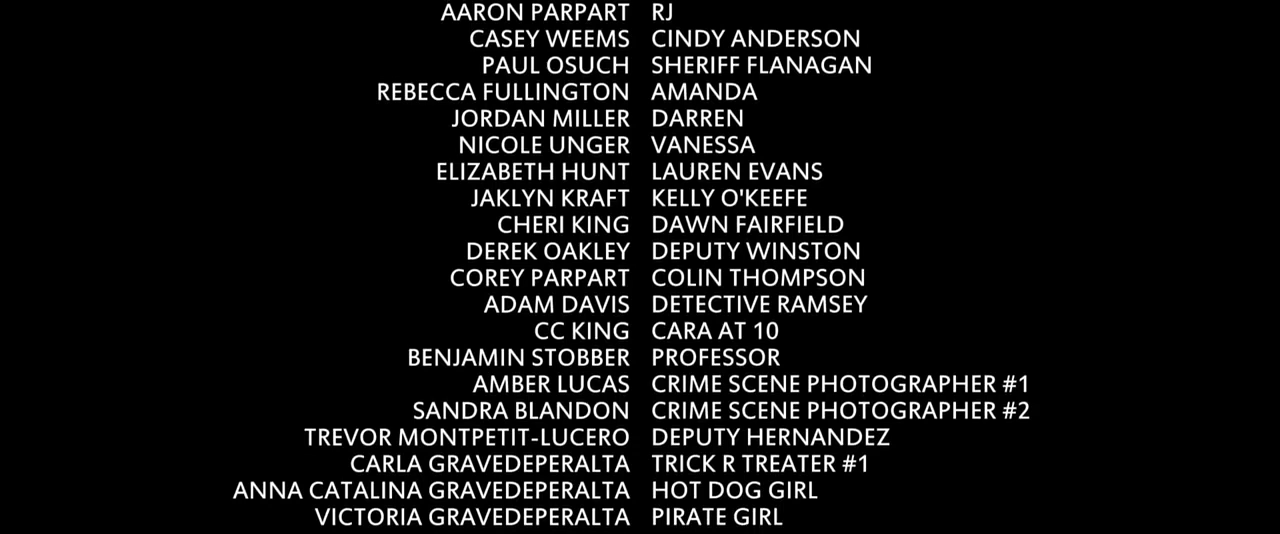 AARON PARPART RJ
CASEY WEEMS CINDY ANDERSON
PAUL OSUCH SHERIFF FLANAGAN
REBECCA FULLINGTON AMANDA
JORDAN MILLER DARREN
NICOLE UNGER VANESSA
ELIZABETH HUNT LAUREN EVANS
JAKLYN KRAFT KELLY O'KEEFE
CHERI KING DAWN FAIRFIELD
DEREK OAKLEY DEPUTY WINSTON
COREY PARPART COLIN THOMPSON
ADAM DAVIS DETECTIVE RAMSEY
CC KING CARA AT 10
BENJAMIN STOBBER PROFESSOR
AMBER LUCAS CRIME SCENE PHOTOGRAPHER #1
SANDRA BLANDON CRIME SCENE PHOTOGRAPHER #2
TREVOR MONTPETIT-LUCERO DEPUTY HERNANDEZ
CARLA GRAVEDEPERALTA TRICK R TREATER #1
ANNA CATALINA GRAVEDEPERALTA HOT DOG GIRL
VICTORIA GRAVEDEPERALTA PIRATE GIRL